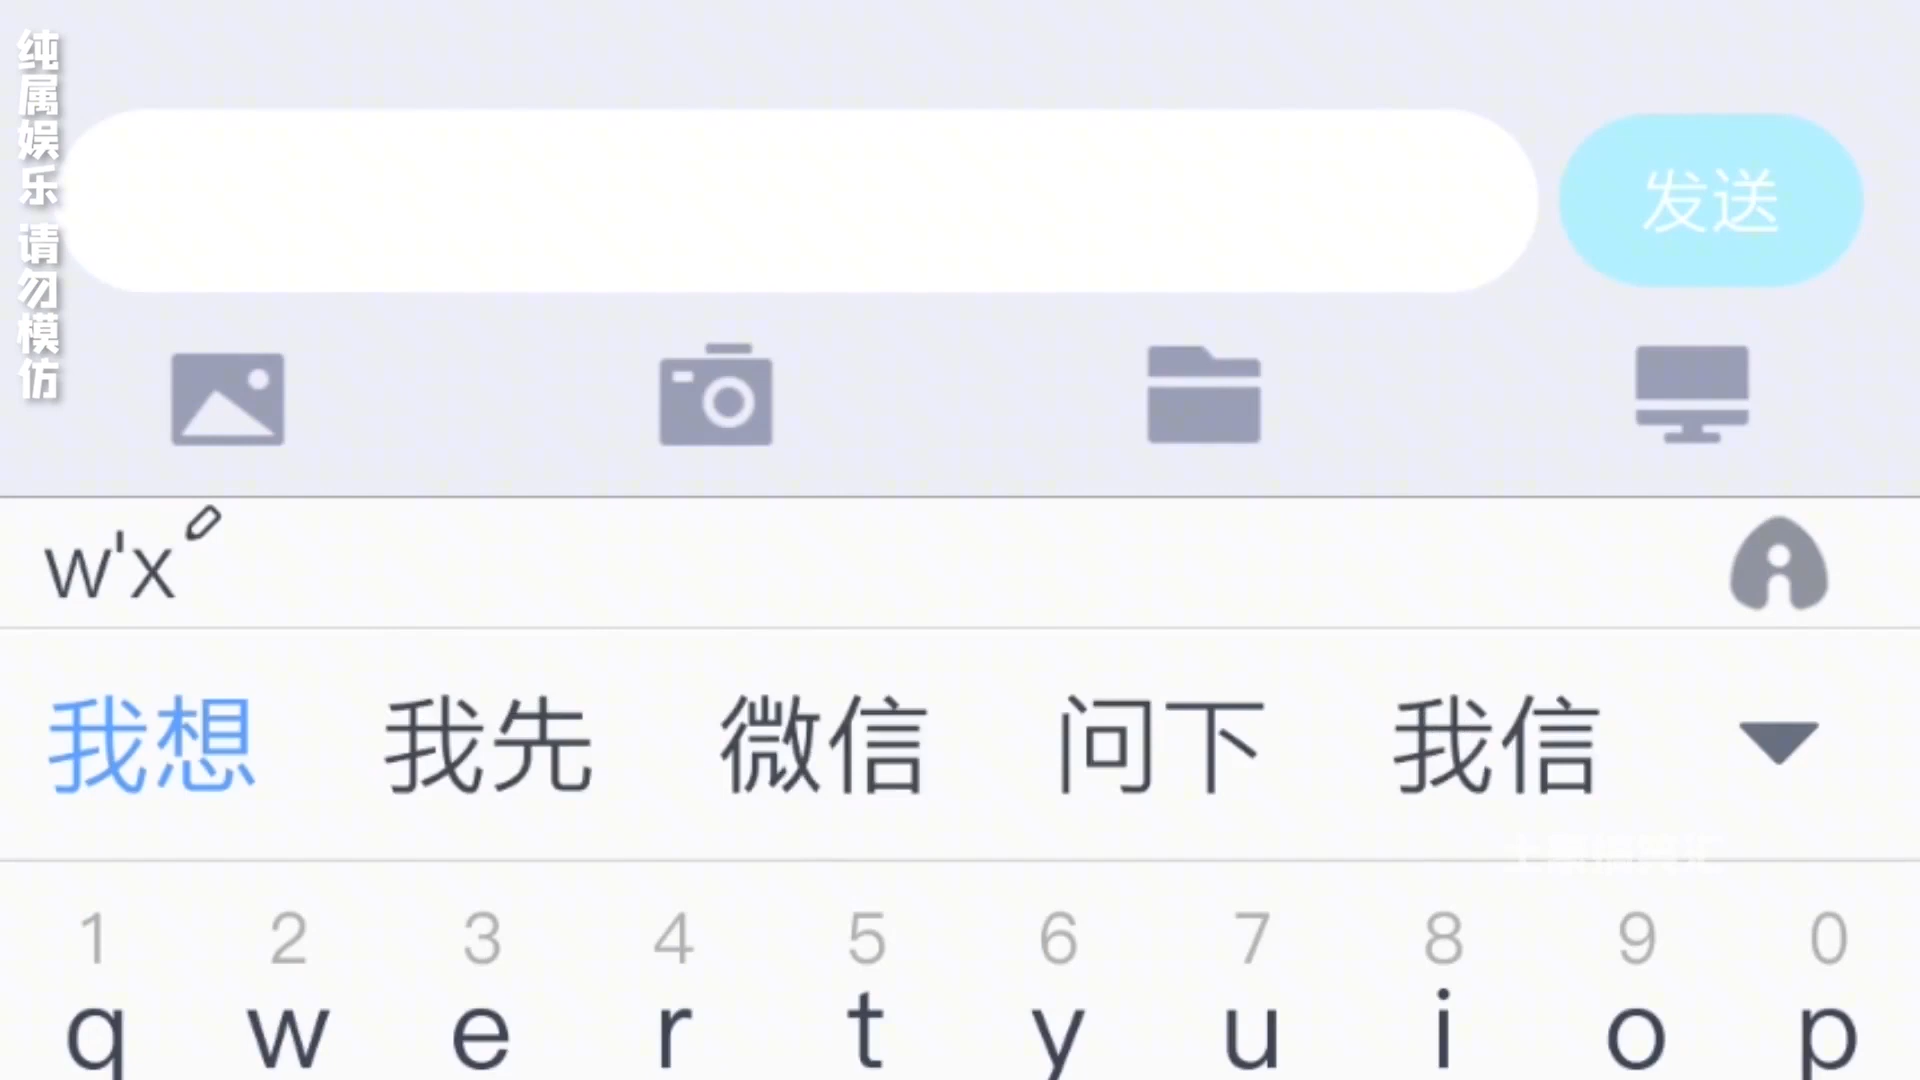 纯属娱乐 请勿模仿
发送
w'x
我想 我先 微信 问下 我信
1 2 3 4 5 6 7 8 9 0
q w e r t y u i o p